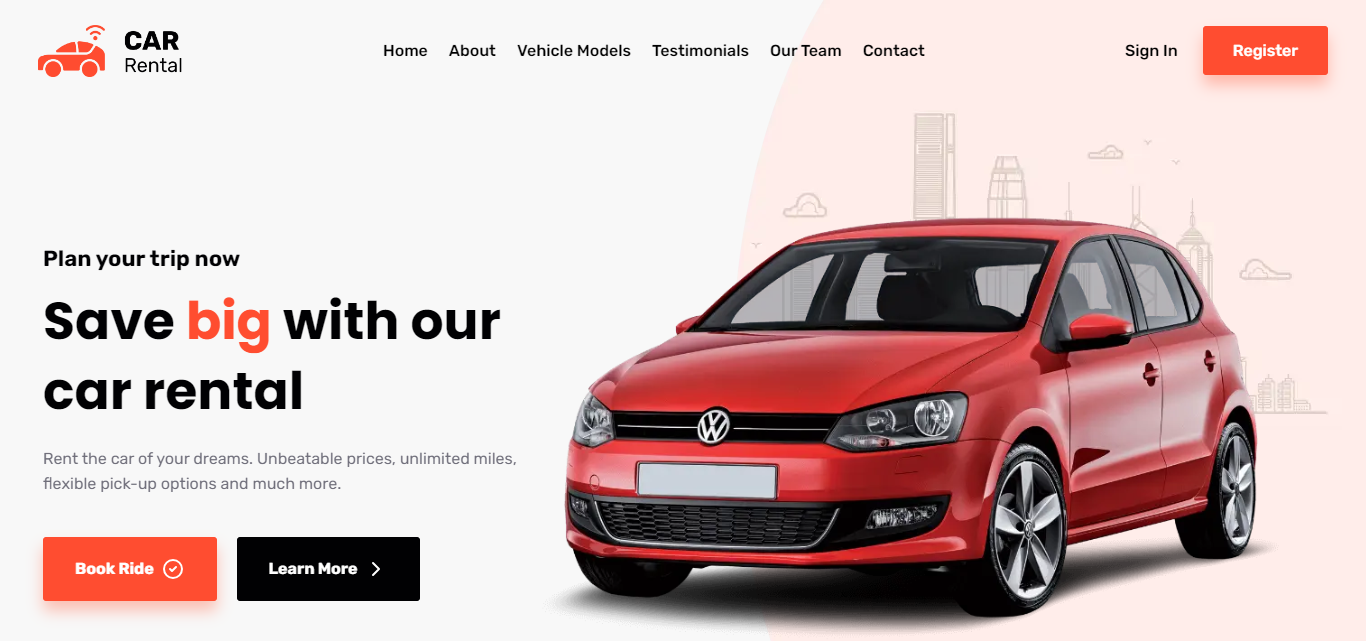 CAR
Rental
Home About Vehicle Models Testimonials Our Team Contact
Sign In Register
Plan your trip now
Save big with our
car rental
Rent the car of your dreams. Unbeatable prices, unlimited miles,
flexible pick-up options and much more.
Book Ride Learn More